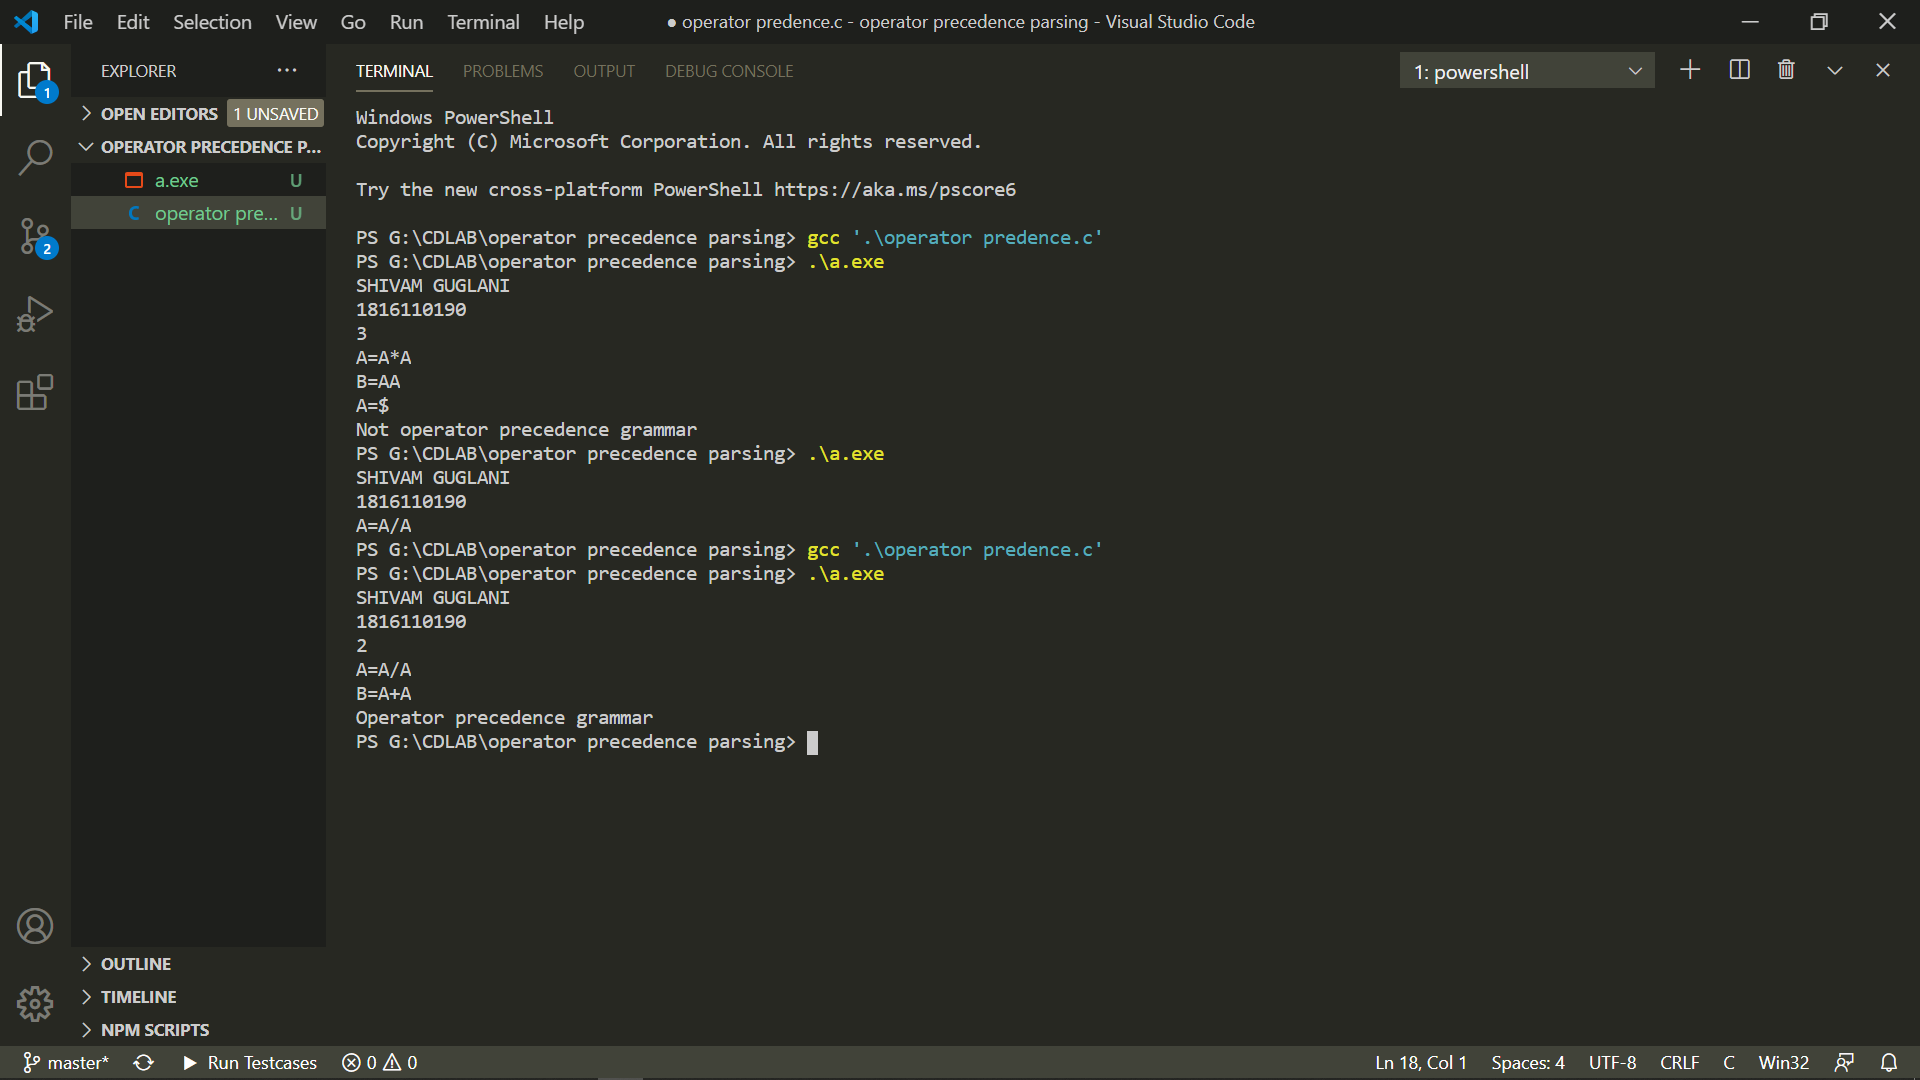 File Edit Selection View Go Run Terminal Help
● operator predence.c - operator precedence parsing - Visual Studio Code
EXPLORER ···
1
OPEN EDITORS 1 UNSAVED
OPERATOR PRECEDENCE P...
a.exe U
C operator pre... U
2
TERMINAL PROBLEMS OUTPUT DEBUG CONSOLE
1: powershell
Windows PowerShell
Copyright (C) Microsoft Corporation. All rights reserved.
Try the new cross-platform PowerShell https://aka.ms/pscore6
PS G:\CDLAB\operator precedence parsing> gcc '.\operator predence.c'
PS G:\CDLAB\operator precedence parsing> .\a.exe
SHIVAM GUGLANI
1816110190
3
A=A*A
B=AA
A=$
Not operator precedence grammar
PS G:\CDLAB\operator precedence parsing> .\a.exe
SHIVAM GUGLANI
1816110190
A=A/A
PS G:\CDLAB\operator precedence parsing> gcc '.\operator predence.c'
PS G:\CDLAB\operator precedence parsing> .\a.exe
SHIVAM GUGLANI
1816110190
2
A=A/A
B=A+A
Operator precedence grammar
PS G:\CDLAB\operator precedence parsing>
OUTLINE
TIMELINE
NPM SCRIPTS
master* Run Testcases 0 0
Ln 18, Col 1 Spaces: 4 UTF-8 CRLF C Win32